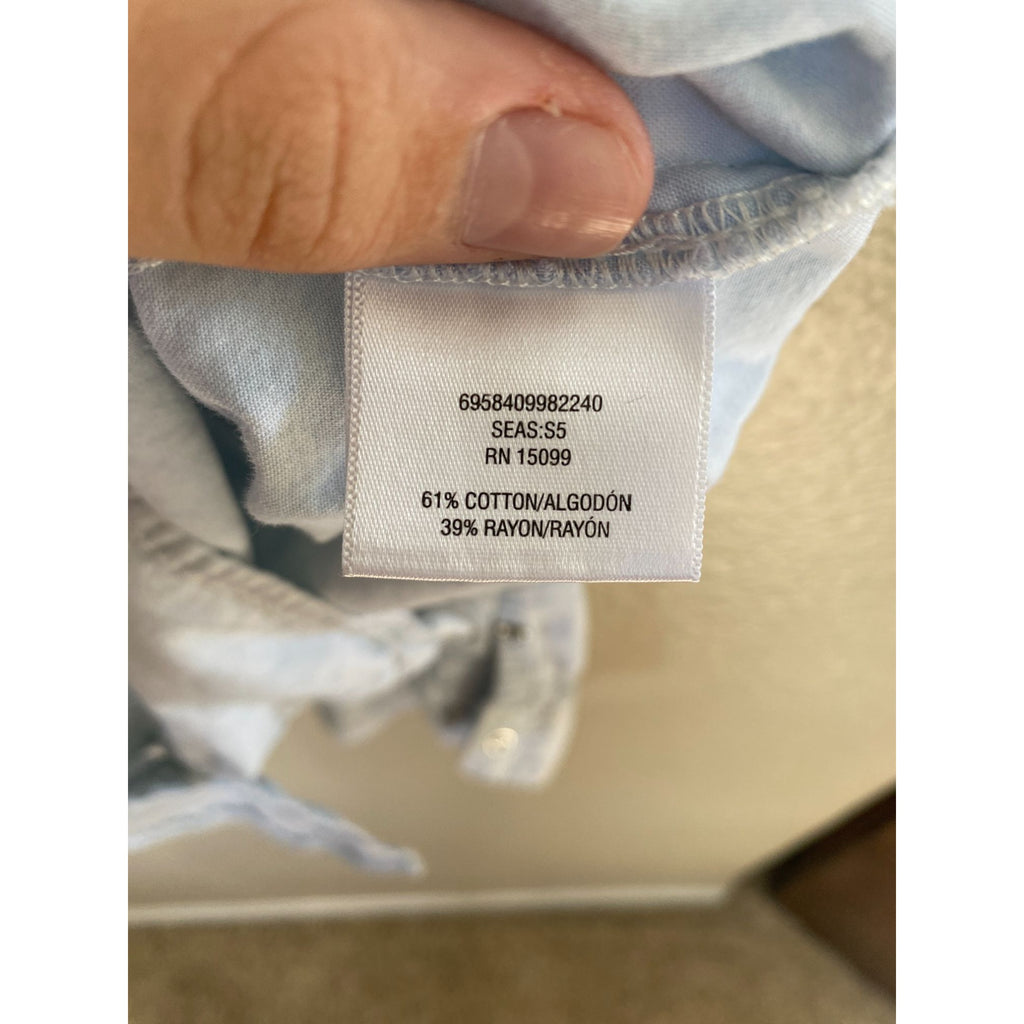 6958409982240
SEAS:S5
RN 15099
61% COTTON/ALGODÓN
39% RAYON/RAYÓN